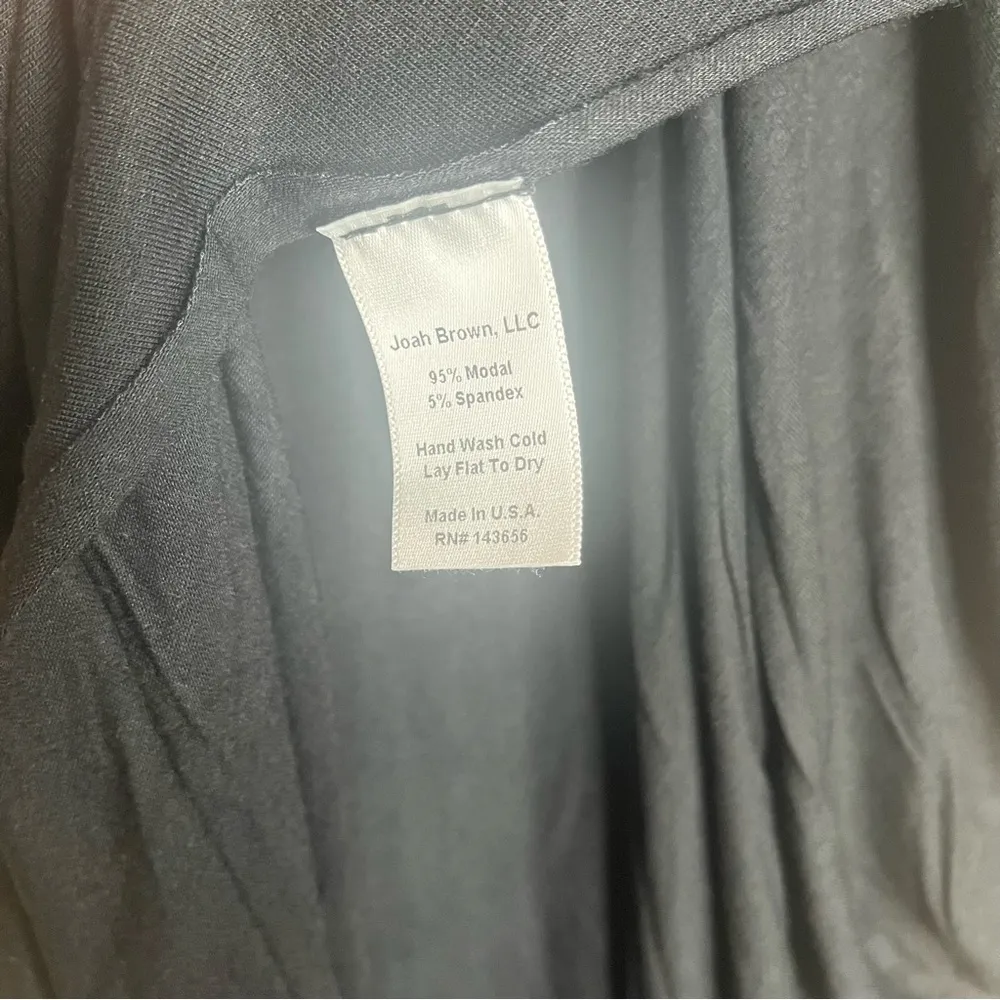 Joah Brown, LLC
95% Modal
5% Spandex
Hand Wash Cold
Lay Flat To Dry
Made In U.S.A.
RN# 143656